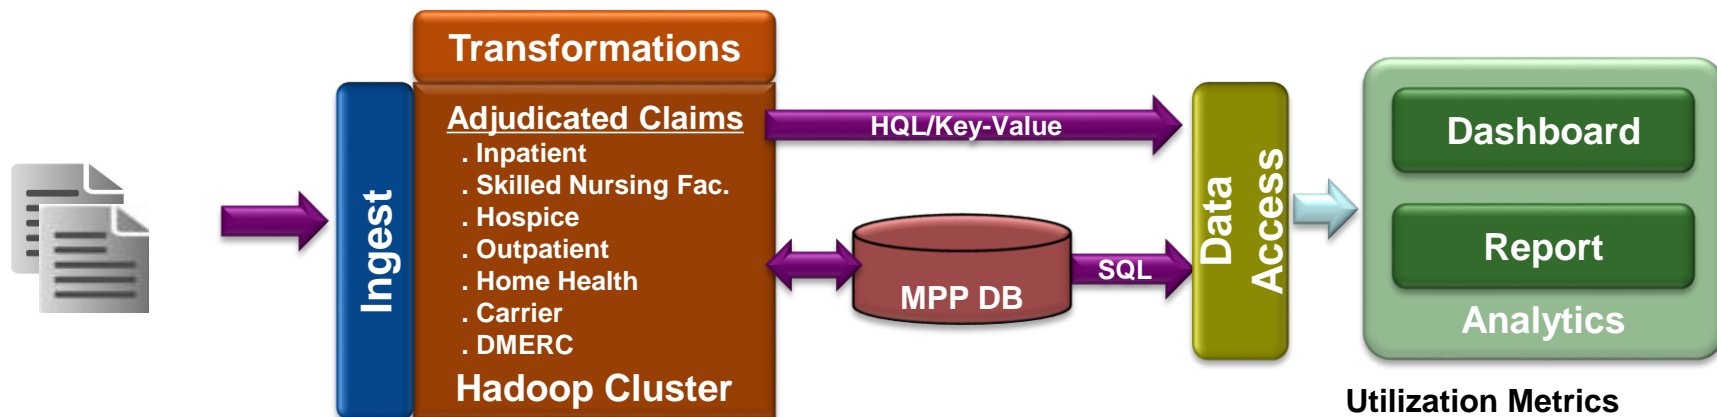 Transformations
Ingest
Adjudicated Claims
. Inpatient
. Skilled Nursing Fac.
. Hospice
. Outpatient
. Home Health
. Carrier
. DMERC
Hadoop Cluster
HQL/Key-Value
MPP DB
SQL
Data
Access
Dashboard
Report
Analytics
Utilization Metrics